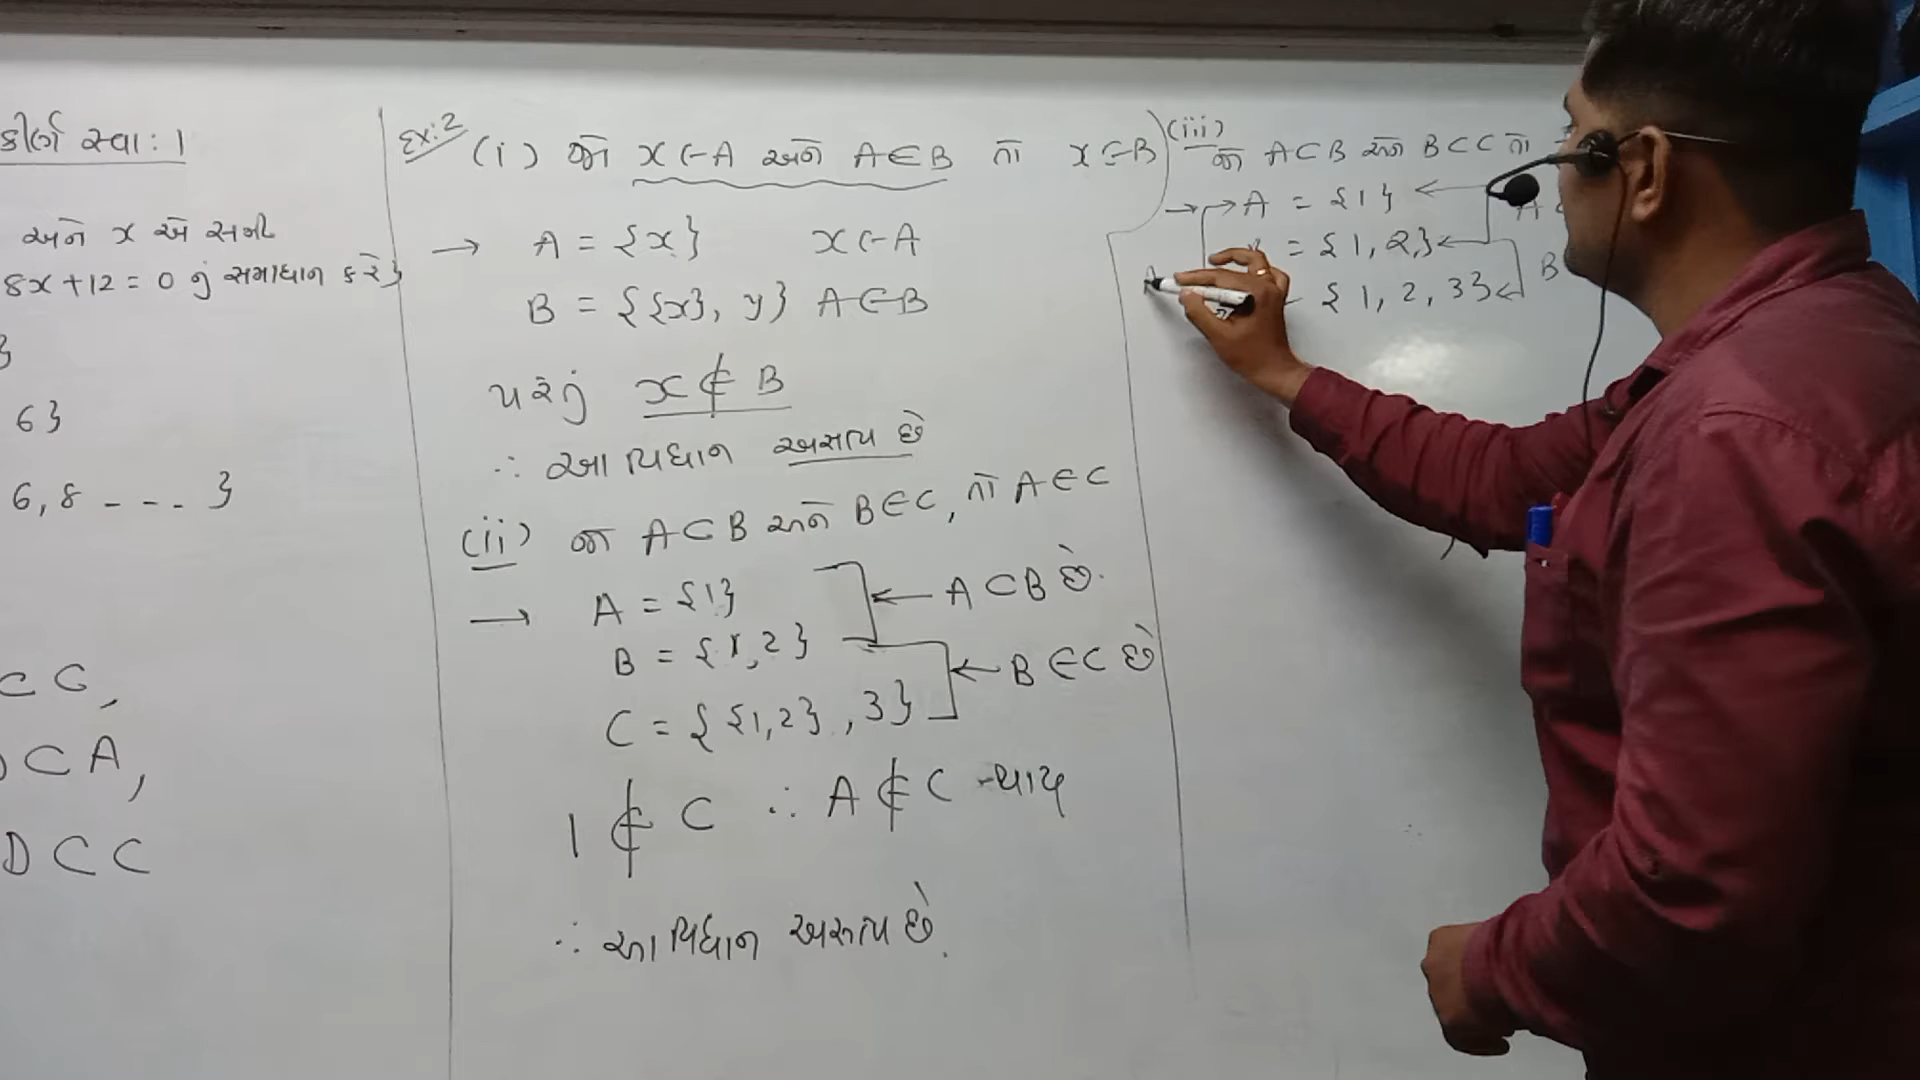 સ્વા : 1
અને x એ સમી
8x + 12 = 0 નું સમાધાન કરે}
}
6}
6, 8 - - - }
⊂ C,
D ⊂ A,
D ⊂ C
Ex:2
(i) જો x ∈ A અને A ∈ B તો x ∈ B
→ A = {x} x ∈ A
B = {{x}, y} A ∈ B
પરંતુ x ∉ B
∴ આ વિધાન અસત્ય છે
(ii) જો A ⊂ B અને B ∈ C, તો A ∈ C
→ A = {1} ← A ⊂ B છે.
B = {1, 2}
C = {{1, 2}, 3} ← B ∈ C છે
1 ∉ C ∴ A ∉ C થાય
∴ આ વિધાન અસત્ય છે.
(iii) જો A ⊂ B અને B ⊂ C તો
→ A = {1} ← A
= {1, 2} ←
{1, 2, 3} ← B
A